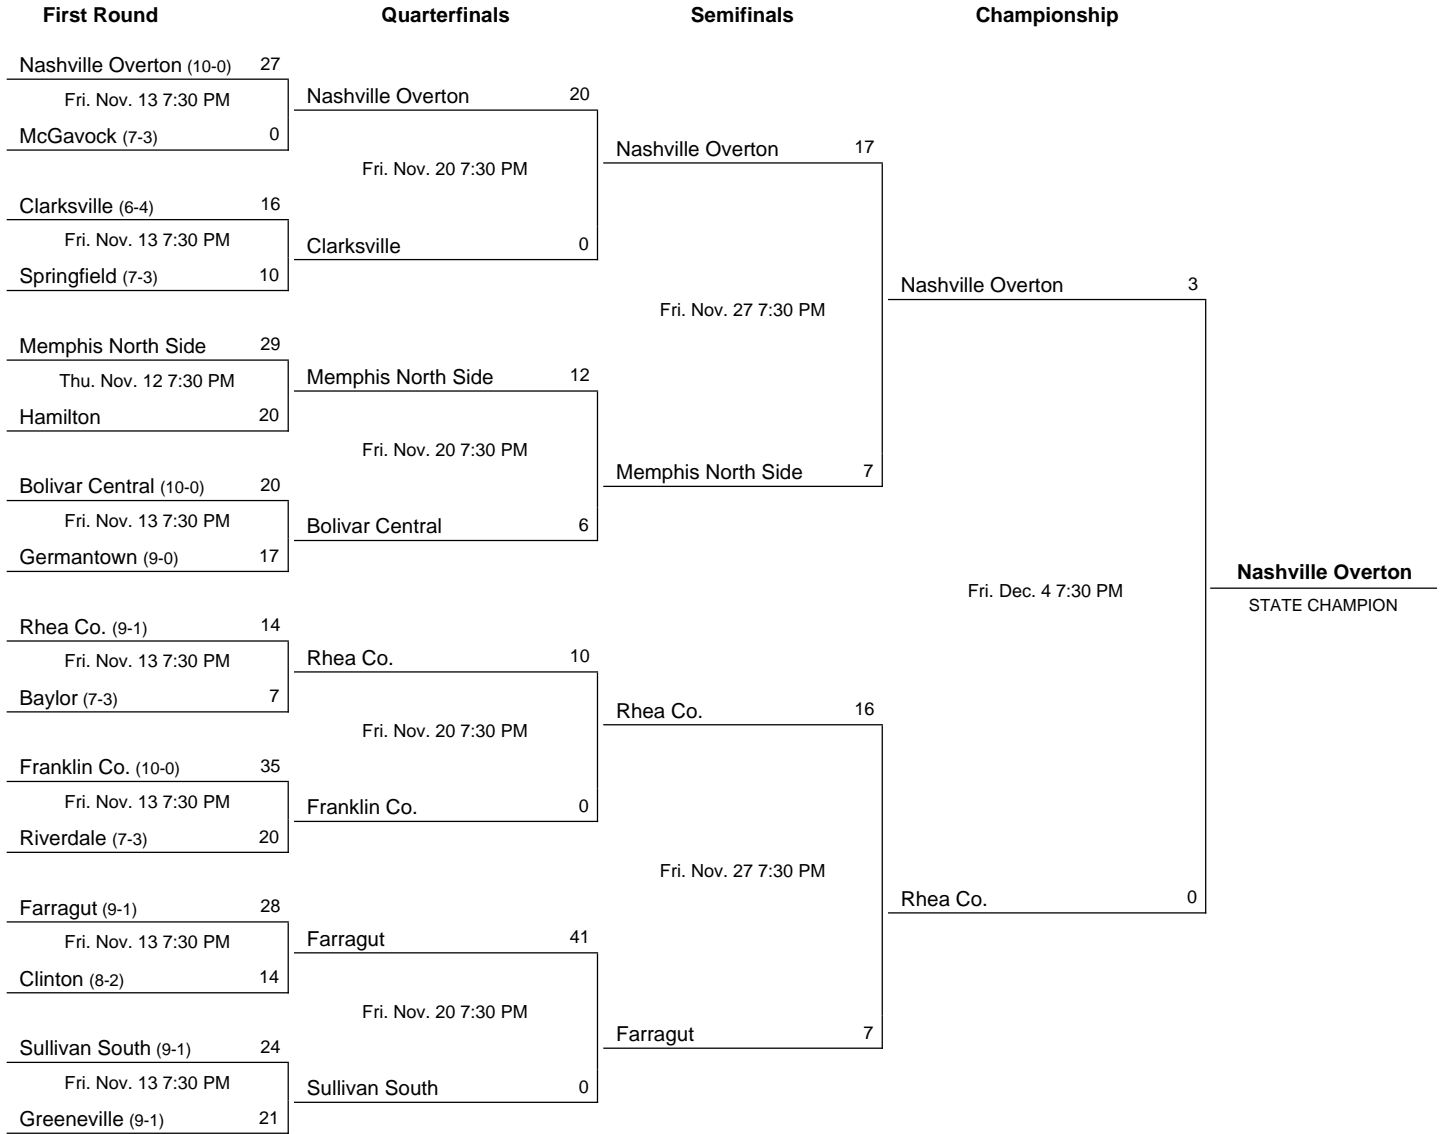 First Round
Quarterfinals
Semifinals
Championship
Nashville Overton (10-0) 27
Fri. Nov. 13 7:30 PM
McGavock (7-3) 0
Clarksville (6-4) 16
Fri. Nov. 13 7:30 PM
Springfield (7-3) 10
Memphis North Side 29
Thu. Nov. 12 7:30 PM
Hamilton 20
Bolivar Central (10-0) 20
Fri. Nov. 13 7:30 PM
Germantown (9-0) 17
Rhea Co. (9-1) 14
Fri. Nov. 13 7:30 PM
Baylor (7-3) 7
Franklin Co. (10-0) 35
Fri. Nov. 13 7:30 PM
Riverdale (7-3) 20
Farragut (9-1) 28
Fri. Nov. 13 7:30 PM
Clinton (8-2) 14
Sullivan South (9-1) 24
Fri. Nov. 13 7:30 PM
Greeneville (9-1) 21
Nashville Overton 20
Fri. Nov. 20 7:30 PM
Clarksville 0
Memphis North Side 12
Fri. Nov. 20 7:30 PM
Bolivar Central 6
Rhea Co. 10
Fri. Nov. 20 7:30 PM
Franklin Co. 0
Farragut 41
Fri. Nov. 20 7:30 PM
Sullivan South 0
Nashville Overton 17
Fri. Nov. 27 7:30 PM
Memphis North Side 7
Rhea Co. 16
Fri. Nov. 27 7:30 PM
Farragut 7
Nashville Overton 3
Fri. Dec. 4 7:30 PM
Rhea Co. 0
Nashville Overton
STATE CHAMPION